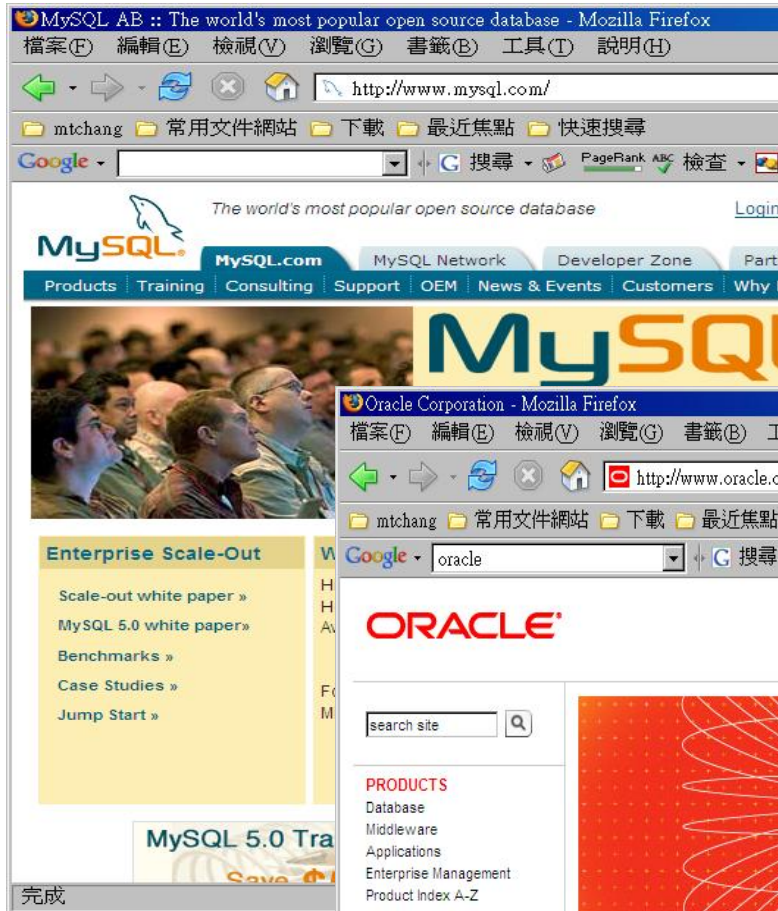 MySQL AB :: The world's most popular open source database - Mozilla Firefox
檔案(F) 編輯(E) 檢視(V) 瀏覽(G) 書籤(B) 工具(T) 說明(H)
http://www.mysql.com/
mtchang 常用文件網站 下載 最近焦點 快速搜尋
Google G 搜尋 PageRank ABC 檢查
The world's most popular open source database Login
MySQL
MySQL.com MySQL Network Developer Zone Part
Products Training Consulting Support OEM News & Events Customers Why
MySQ
Enterprise Scale-Out W
Scale-out white paper »
MySQL 5.0 white paper»
Benchmarks »
Case Studies »
Jump Start »
H
H
Av
Fo
M
MySQL 5.0 Tra
Save
完成
Oracle Corporation - Mozilla Firefox
檔案(F) 編輯(E) 檢視(V) 瀏覽(G) 書籤(B)
http://www.oracle.c
mtchang 常用文件網站 下載 最近焦點
Google oracle G 搜尋
ORACLE
search site
PRODUCTS
Database
Middleware
Applications
Enterprise Management
Product Index A-Z